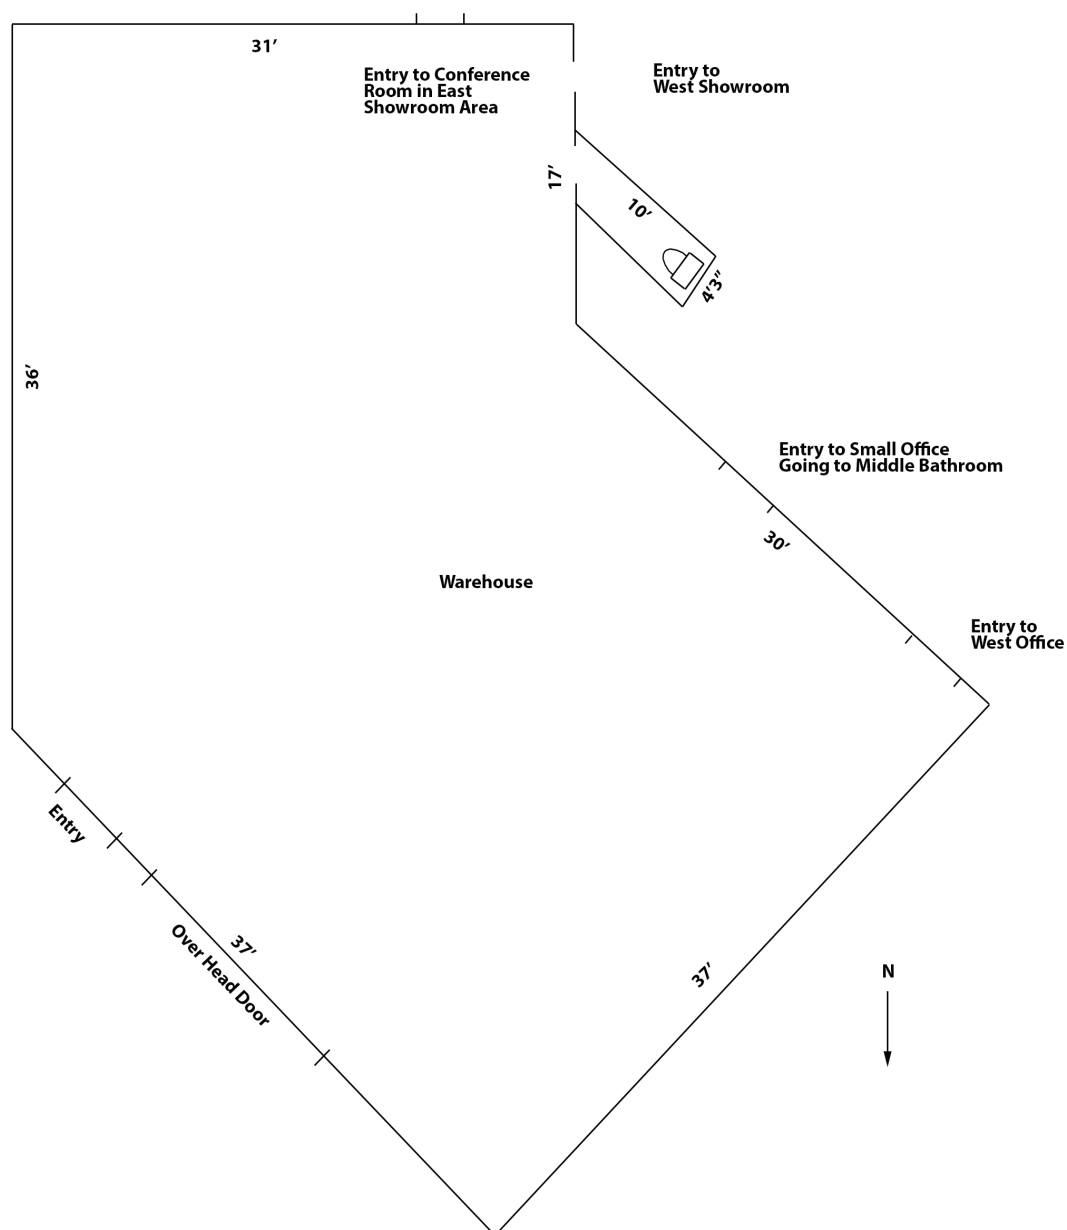 31′
Entry to Conference
Room in East
Showroom Area
Entry to
West Showroom
17′
10′
4′3″
36′
Entry to Small Office
Going to Middle Bathroom
30′
Warehouse
Entry to
West Office
Entry
37′
Over Head Door
37′
N